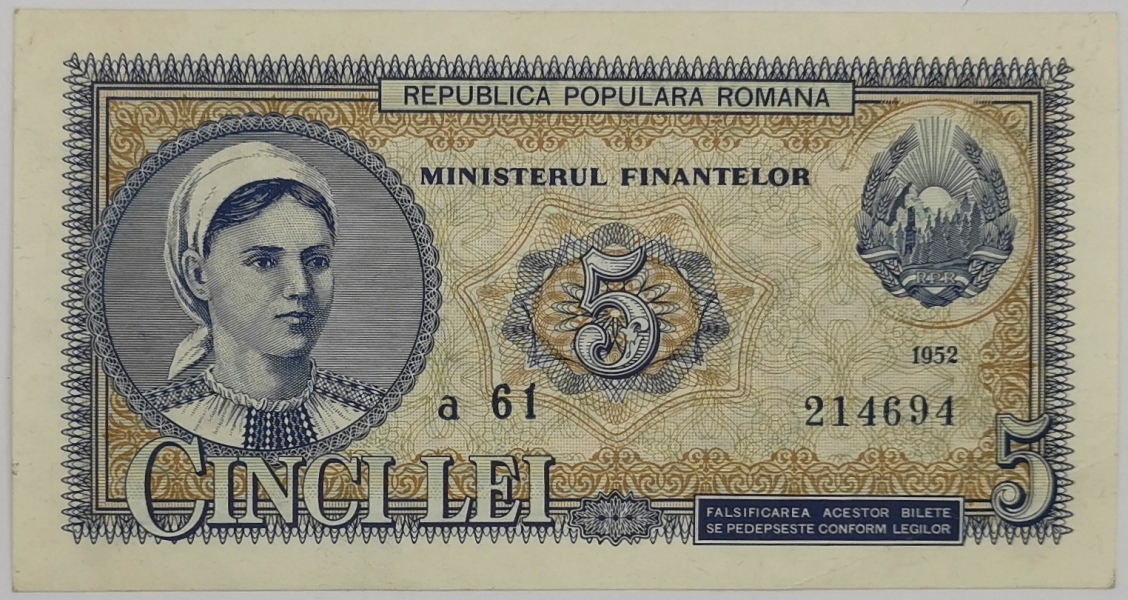 REPUBLICA POPULARA ROMANA
MINISTERUL FINANTELOR
5
R.P.R
1952
a 61
214694
CINCI LEI
5
FALSIFICAREA ACESTOR BILETE
SE PEDEPSESTE CONFORM LEGILOR